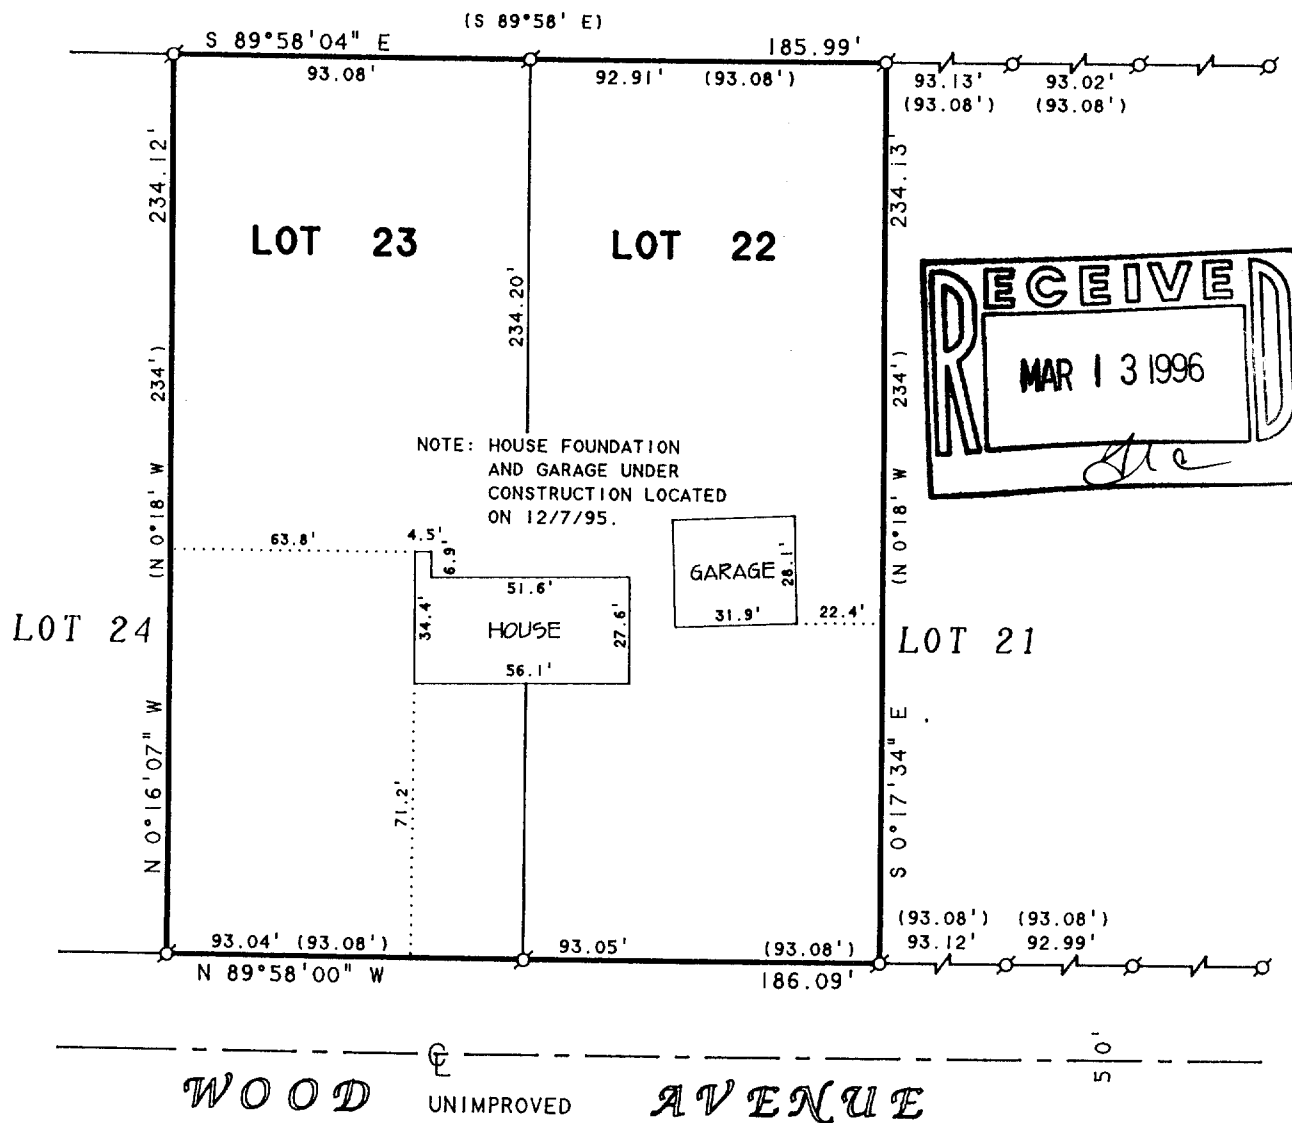 (S 89°58' E)
S 89°58'04" E
185.99'
93.08'
92.91' (93.08')
93.13' 93.02'
(93.08') (93.08')
234.12'
234.13'
LOT 23
LOT 22
234.20'
RECEIVED
MAR 13 1996
234')
234')
NOTE: HOUSE FOUNDATION
AND GARAGE UNDER
CONSTRUCTION LOCATED
ON 12/7/95.
(N 0°18' W
(N 0°18' W
63.8'
4.5'
6.9'
51.6'
34.4'
HOUSE
27.6'
56.1'
GARAGE
28.1'
31.9'
22.4'
LOT 24
LOT 21
N 0°16'07" W
71.2'
S 0°17'34" E
93.04' (93.08')
93.05'
(93.08')
(93.08') (93.08')
93.12' 92.99'
N 89°58'00" W
186.09'
50'
WOOD UNIMPROVED AVENUE